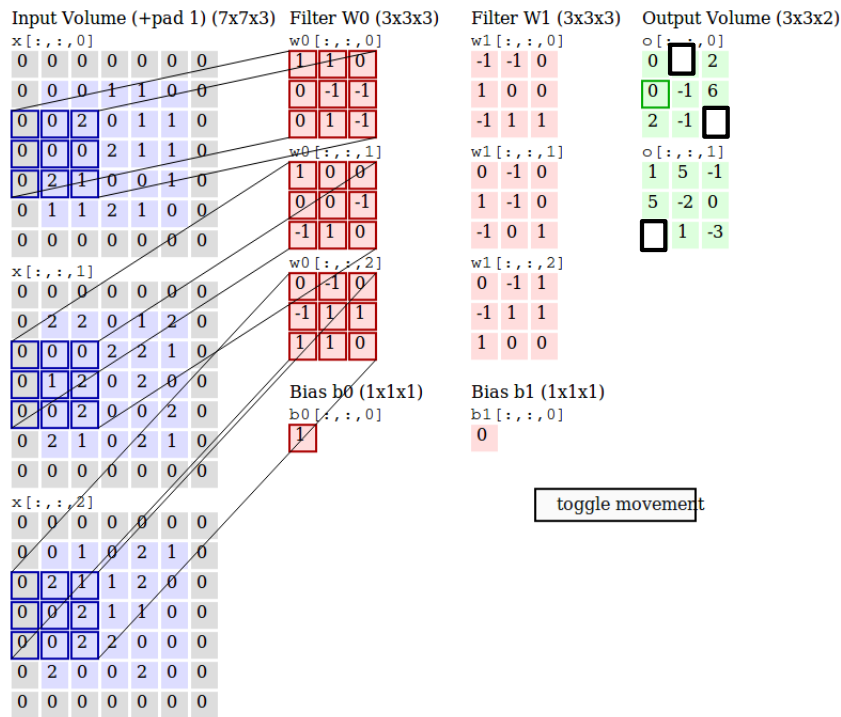 Input Volume (+pad 1) (7x7x3) Filter W0 (3x3x3) Filter W1 (3x3x3) Output Volume (3x3x2)
x[:,:,0] w0[:,:,0] w1[:,:,0] o[:,:,0]
0 0 0 0 0 0 0 1 1 0 -1 -1 0 0 2
0 0 0 1 1 0 0 0 -1 -1 1 0 0 0 -1 6
0 0 2 0 1 1 0 0 1 -1 -1 1 1 2 -1
0 0 0 2 1 1 0 w0[:,:,1] w1[:,:,1] o[:,:,1]
0 2 1 0 0 1 0 1 0 0 0 -1 0 1 5 -1
0 1 1 2 1 0 0 0 0 -1 1 -1 0 5 -2 0
0 0 0 0 0 0 0 -1 1 0 -1 0 1 1 -3
x[:,:,1] w0[:,:,2] w1[:,:,2]
0 0 0 0 0 0 0 0 -1 0 0 -1 1
0 2 2 0 1 2 0 -1 1 1 -1 1 1
0 0 0 2 2 1 0 1 1 0 1 0 0
0 1 2 0 2 0 0
Bias b0 (1x1x1) Bias b1 (1x1x1)
0 0 2 0 0 2 0 b0[:,:,0] b1[:,:,0]
0 2 1 0 2 1 0 1 0
0 0 0 0 0 0 0
x[:,:,2] toggle movement
0 0 0 0 0 0 0
0 0 1 0 2 1 0
0 2 1 1 2 0 0
0 0 2 1 1 0 0
0 0 2 2 0 0 0
0 2 0 0 2 0 0
0 0 0 0 0 0 0